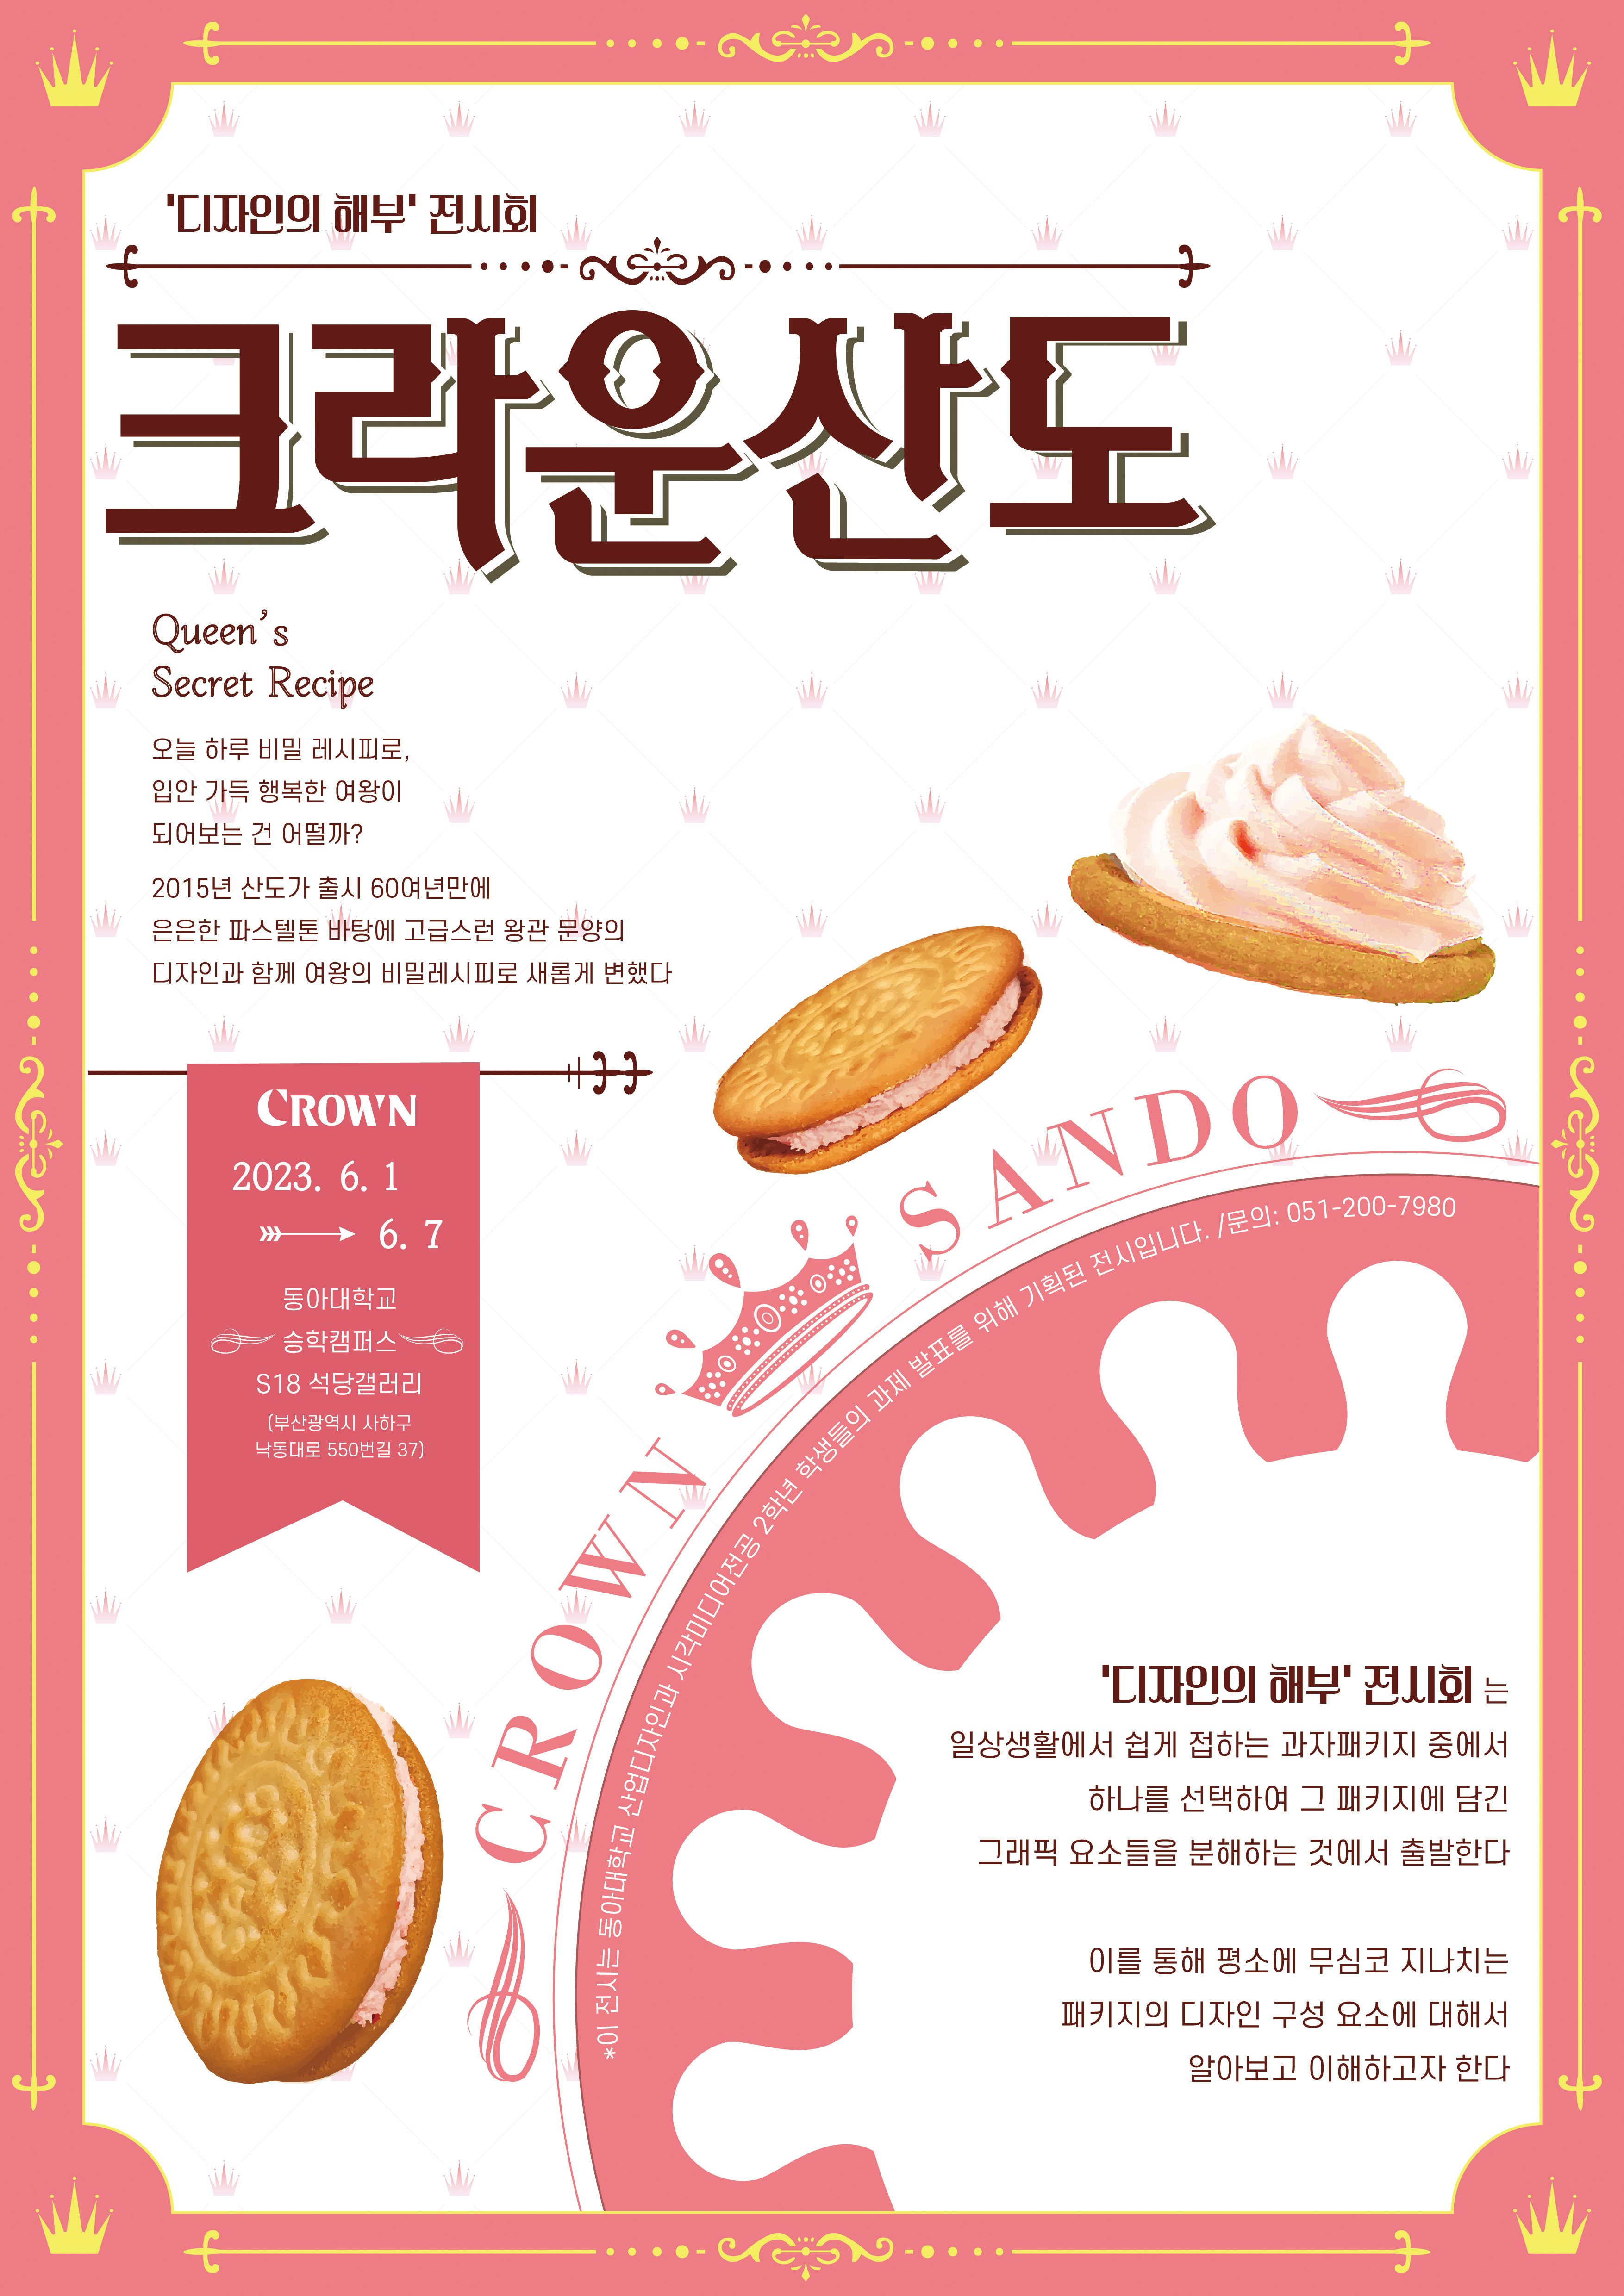 '디자인의 해부' 전시회
크라운산도
Queen's
Secret Recipe
오늘 하루 비밀 레시피로,
입안 가득 행복한 여왕이
되어보는 건 어떨까?
2015년 산도가 출시 60여년만에
은은한 파스텔톤 바탕에 고급스런 왕관 문양의
디자인과 함께 여왕의 비밀레시피로 새롭게 변했다
CROWN
2023. 6. 1
6. 7
동아대학교
승학캠퍼스
S18 석당갤러리
(부산광역시 사하구
낙동대로 550번길 37)
CROWN SANDO
*이 전시는 동아대학교 산업디자인과 시각미디어전공 2학년 학생들의 과제 발표를 위해 기획된 전시입니다. /문의: 051-200-7980
'디자인의 해부' 전시회 는
일상생활에서 쉽게 접하는 과자패키지 중에서
하나를 선택하여 그 패키지에 담긴
그래픽 요소들을 분해하는 것에서 출발한다
이를 통해 평소에 무심코 지나치는
패키지의 디자인 구성 요소에 대해서
알아보고 이해하고자 한다